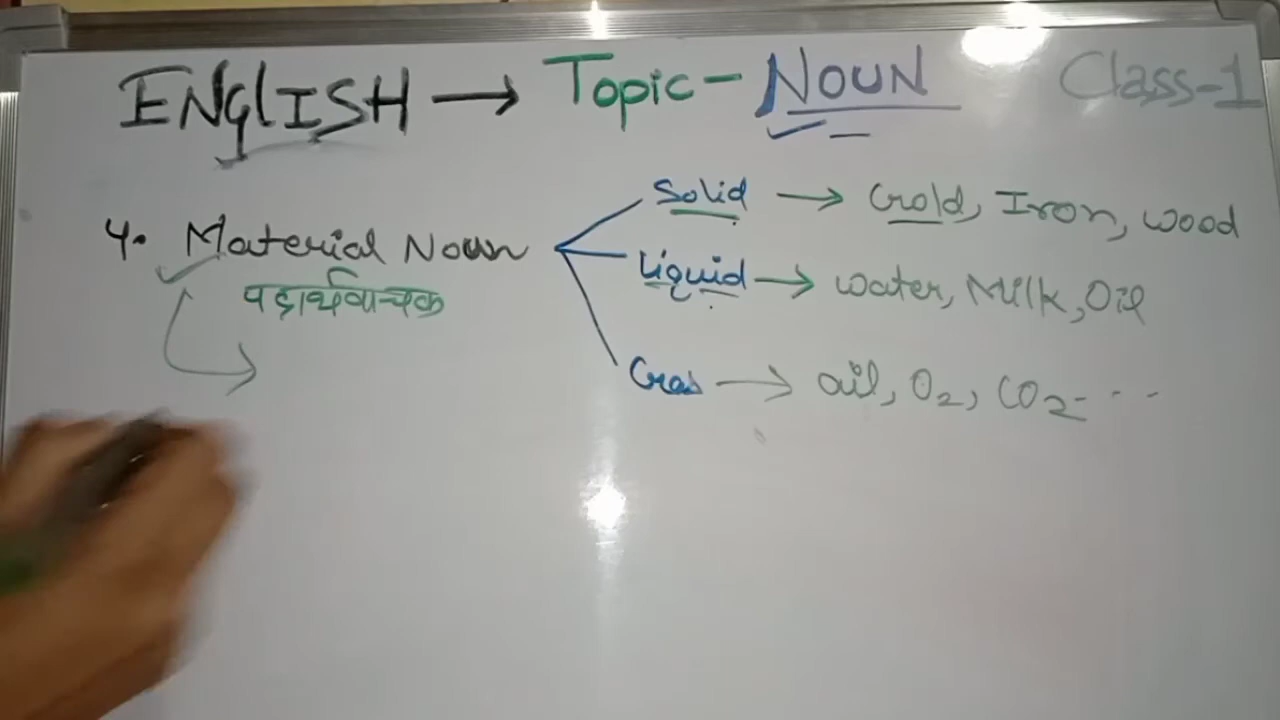 ENglISH → Topic - NOUN Class-1
4. Material Noun
पदार्थवाचक
Solid → Gold, Iron, wood
Liquid → water, Milk, Oil
Gas → ail, O2, CO2 - - -